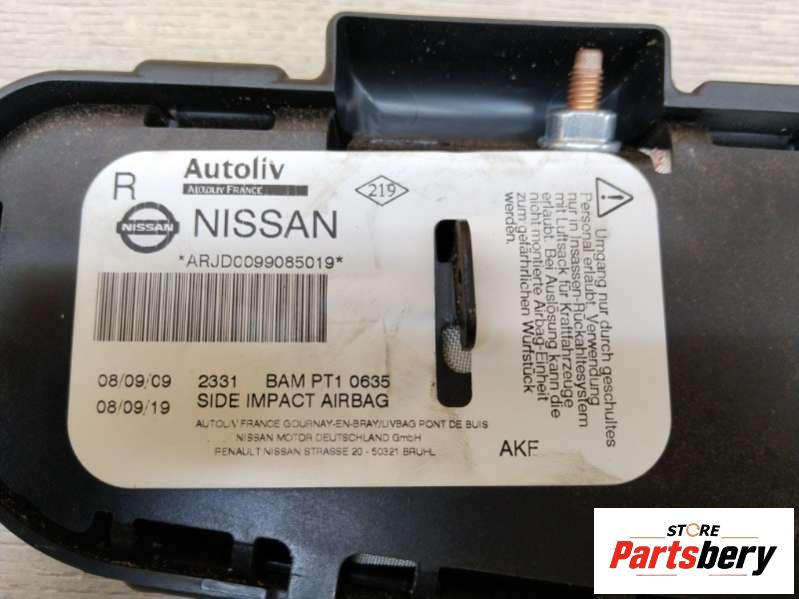 R
Autoliv
AUTOLIV FRANCE
219
NISSAN
NISSAN
*ARJD0099085019*
08/09/09 2331 BAM PT1 0635
08/09/19 SIDE IMPACT AIRBAG
AUTOLIV FRANCE GOURNAY-EN-BRAY/LIVBAG PONT DE BUIS
NISSAN MOTOR DEUTSCHLAND GmbH
RENAULT NISSAN STRASSE 20 - 50321 BRUHL
AKF
Umgang nur durch geschultes
Personal erlaubt. Verwendung
nur in Insassen-Rückahltesystem
mit Luftsack für Kraftfahrzeuge
erlaubt. Bei Auslösung kann die
nicht montierte Airbag-Einheit
zum gefährlichen Wurfstück
werden.
STORE
Partsbery